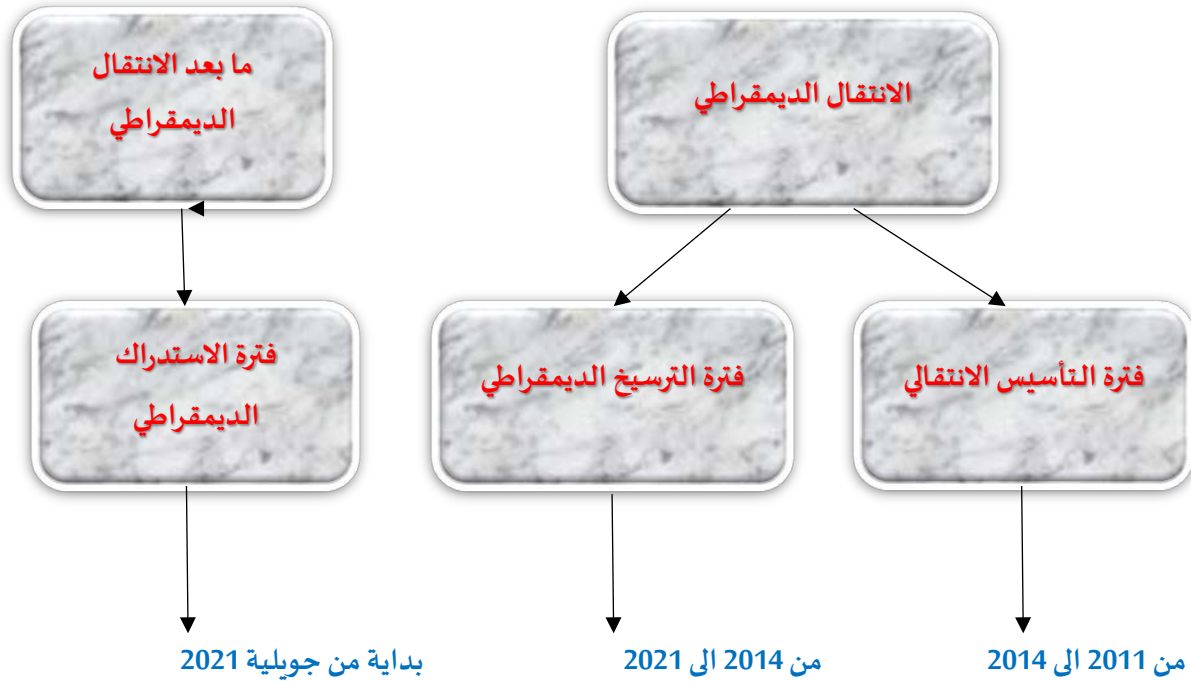 الانتقال الديمقراطي
ما بعد الانتقال
الديمقراطي
فترة التأسيس الانتقالي
فترة الترسيخ الديمقراطي
فترة الاستدراك
الديمقراطي
من 2011 الى 2014
من 2014 الى 2021
بداية من جويلية 2021